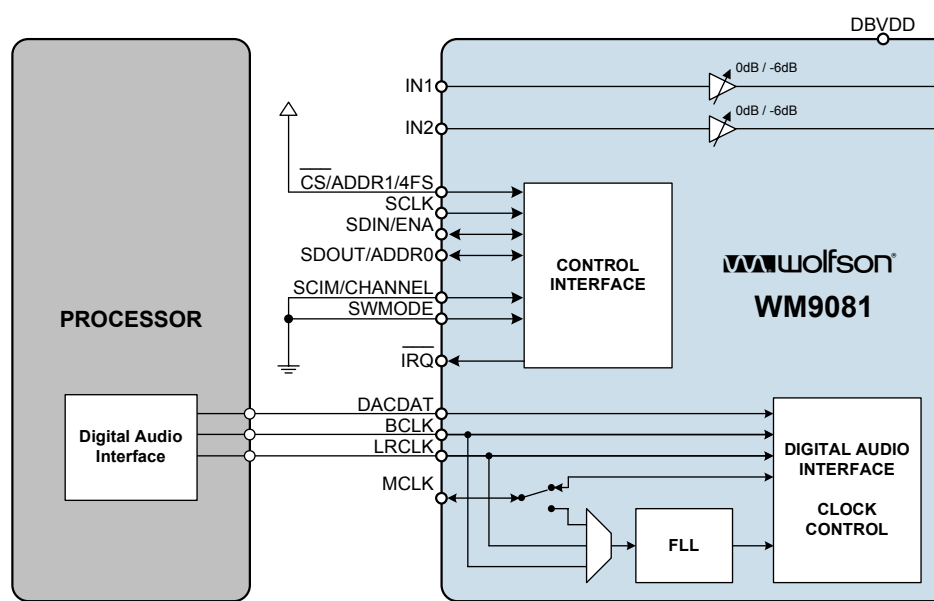 DBVDD
IN1
0dB / -6dB
IN2
0dB / -6dB
CS/ADDR1/4FS
SCLK
SDIN/ENA
SDOUT/ADDR0
SCIM/CHANNEL
SWMODE
IRQ
CONTROL
INTERFACE
wolfson®
WM9081
PROCESSOR
Digital Audio
Interface
DACDAT
BCLK
LRCLK
MCLK
FLL
DIGITAL AUDIO
INTERFACE
CLOCK
CONTROL